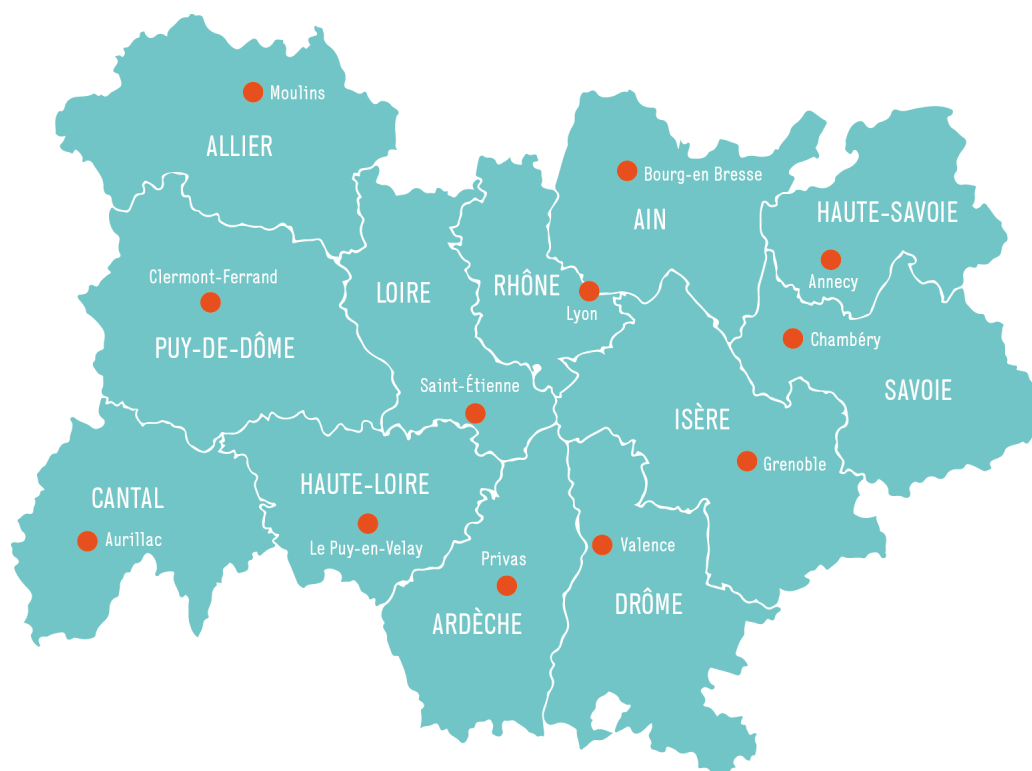 Moulins
ALLIER
Bourg-en Bresse
AIN
HAUTE-SAVOIE
Annecy
Clermont-Ferrand
PUY-DE-DÔME
LOIRE
RHÔNE
Lyon
Chambéry
SAVOIE
Saint-Étienne
ISÈRE
Grenoble
CANTAL
Aurillac
HAUTE-LOIRE
Le Puy-en-Velay
Privas
ARDÈCHE
Valence
DRÔME